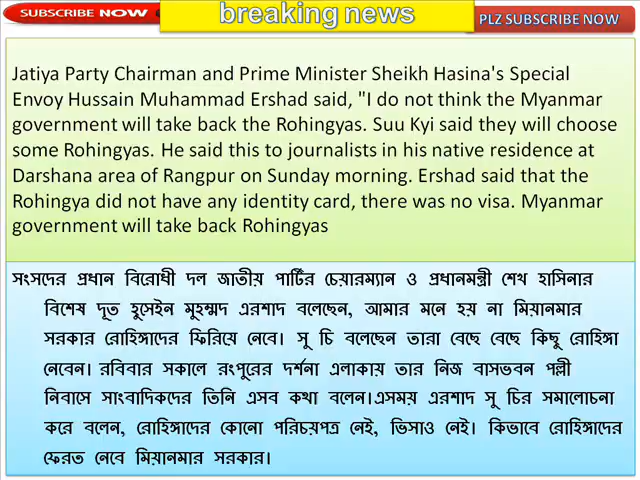 SUBSCRIBE NOW
breaking news
PLZ SUBSCRIBE NOW
Jatiya Party Chairman and Prime Minister Sheikh Hasina's Special
Envoy Hussain Muhammad Ershad said, "I do not think the Myanmar
government will take back the Rohingyas. Suu Kyi said they will choose
some Rohingyas. He said this to journalists in his native residence at
Darshana area of Rangpur on Sunday morning. Ershad said that the
Rohingya did not have any identity card, there was no visa. Myanmar
government will take back Rohingyas
সংসদের প্রধান বিরোধী দল জাতীয় পার্টির চেয়ারম্যান ও প্রধানমন্ত্রী শেখ হাসিনার
বিশেষ দূত হুসেইন মুহম্মদ এরশাদ বলেছেন, আমার মনে হয় না মিয়ানমার
সরকার রোহিঙ্গাদের ফিরিয়ে নেবে। সু চি বলেছেন তারা বেছে বেছে কিছু রোহিঙ্গা
নেবেন। রবিবার সকালে রংপুরের দর্শনা এলাকায় তার নিজ বাসভবন পল্লী
নিবাসে সাংবাদিকদের তিনি এসব কথা বলেন।এসময় এরশাদ সু চির সমালোচনা
করে বলেন, রোহিঙ্গাদের কোনো পরিচয়পত্র নেই, ভিসাও নেই। কিভাবে রোহিঙ্গাদের
ফেরত নেবে মিয়ানমার সরকার।